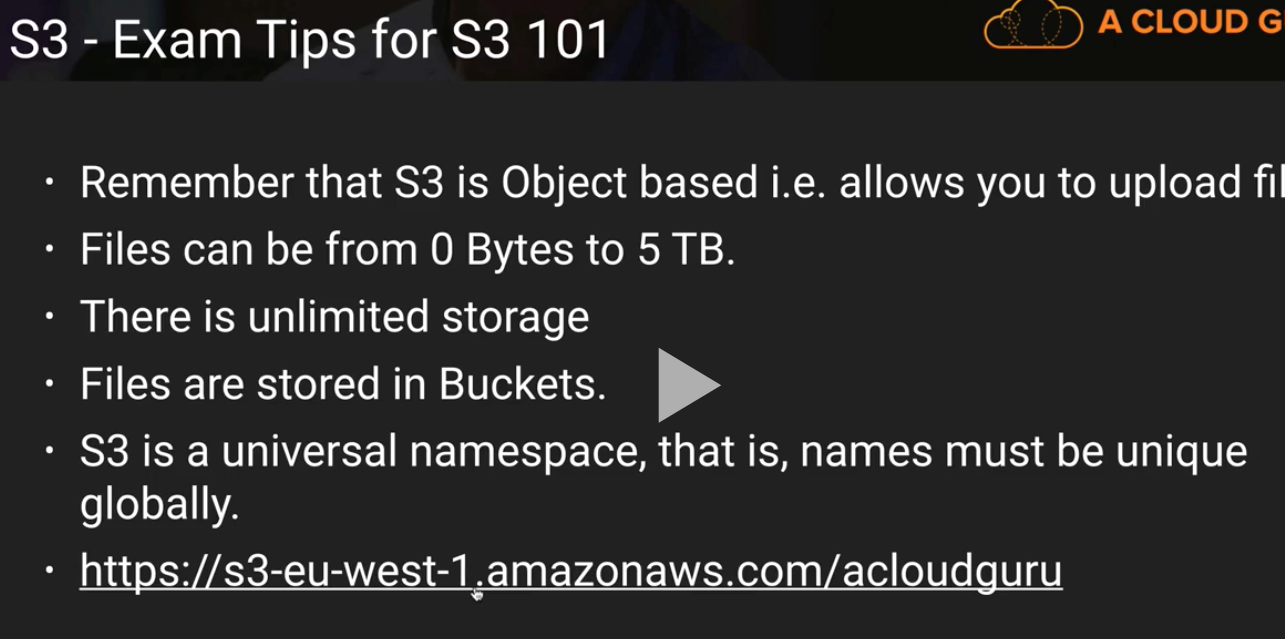 S3 - Exam Tips for S3 101
A CLOUD G
• Remember that S3 is Object based i.e. allows you to upload
• Files can be from 0 Bytes to 5 TB.
• There is unlimited storage
• Files are stored in Buckets.
• S3 is a universal namespace, that is, names must be unique
globally.
• https://s3-eu-west-1.amazonaws.com/acloudguru